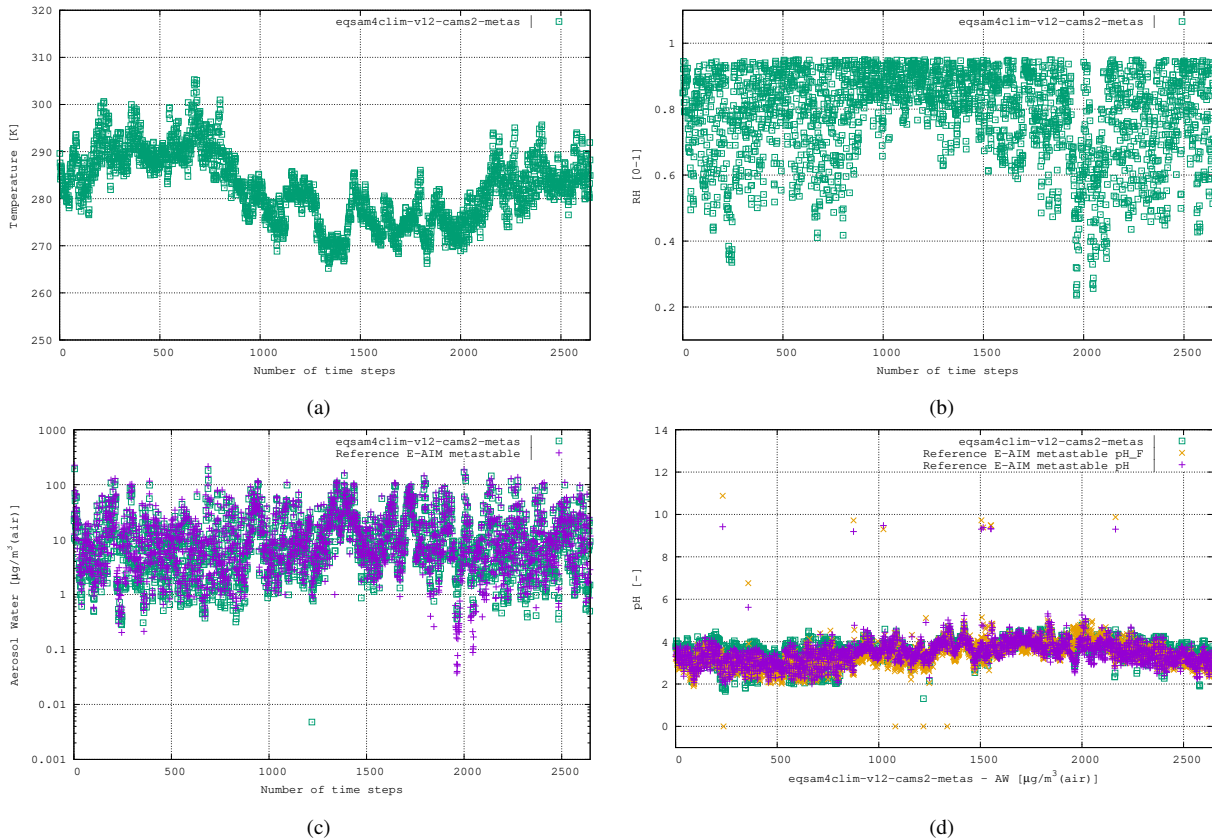 320
310
300
290
280
270
260
250
0
500
1000
1500
2000
2500
Temperature [K]
Number of time steps
eqsam4clim-v12-cams2-metas |
(a)
1
0.8
0.6
0.4
0.2
0
500
1000
1500
2000
2500
RH [0-1]
Number of time steps
eqsam4clim-v12-cams2-metas |
(b)
1000
100
10
1
0.1
0.01
0.001
0
500
1000
1500
2000
2500
Aerosol Water [μg/m³(air)]
Number of time steps
eqsam4clim-v12-cams2-metas |
Reference E-AIM metastable |
(c)
14
12
10
8
6
4
2
0
0
500
1000
1500
2000
2500
pH [-]
eqsam4clim-v12-cams2-metas - AW [μg/m³(air)]
eqsam4clim-v12-cams2-metas |
Reference E-AIM metastable pH_F |
Reference E-AIM metastable pH |
(d)